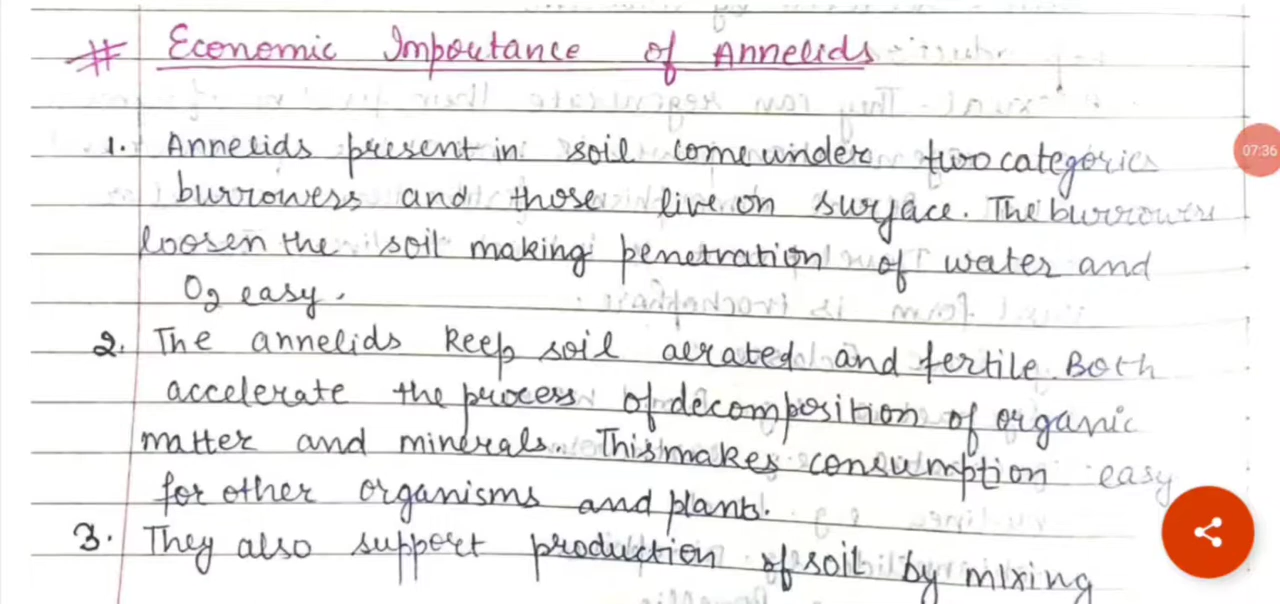 # Economic Importance of Annelids
1. Annelids present in soil come under two categories
burrowers and those live on surface. The burrowers
loosen the soil making penetration of water and
O2 easy.
2. The annelids keep soil aerated and fertile. Both
accelerate the process of decomposition of organic
matter and minerals. This makes consumption easy
for other organisms and plants.
3. They also support production of soil by mixing
07:36